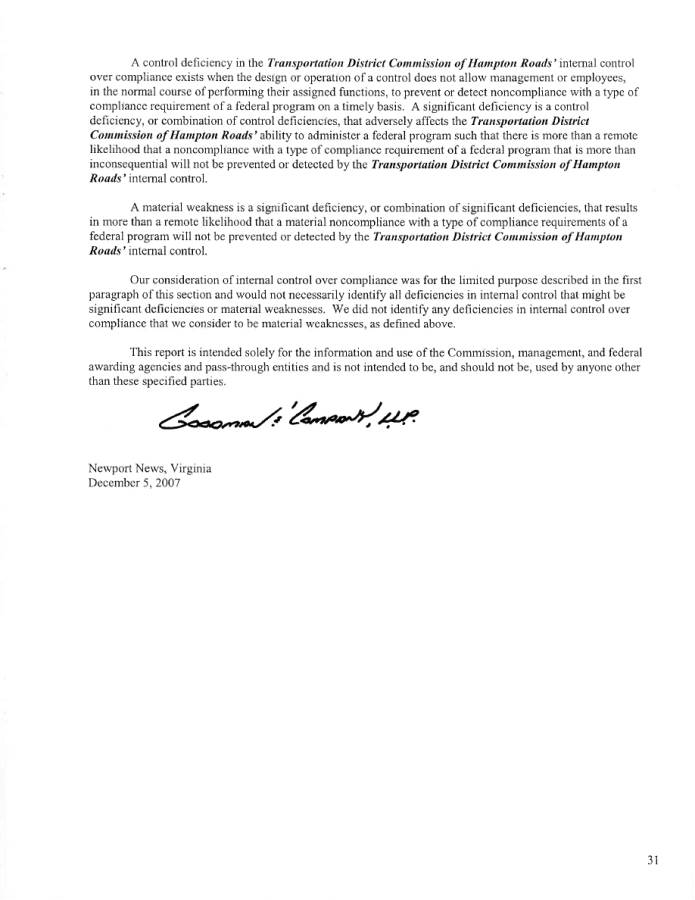 A control deficiency in the Transportation District Commission of Hampton Roads' internal control
over compliance exists when the design or operation of a control does not allow management or employees,
in the normal course of performing their assigned functions, to prevent or detect noncompliance with a type of
compliance requirement of a federal program on a timely basis.  A significant deficiency is a control
deficiency, or combination of control deficiencies, that adversely affects the Transportation District
Commission of Hampton Roads' ability to administer a federal program such that there is more than a remote
likelihood that a noncompliance with a type of compliance requirement of a federal program that is more than
inconsequential will not be prevented or detected by the Transportation District Commission of Hampton
Roads' internal control.
A material weakness is a significant deficiency, or combination of significant deficiencies, that results
in more than a remote likelihood that a material noncompliance with a type of compliance requirements of a
federal program will not be prevented or detected by the Transportation District Commission of Hampton
Roads' internal control.
Our consideration of internal control over compliance was for the limited purpose described in the first
paragraph of this section and would not necessarily identify all deficiencies in internal control that might be
significant deficiencies or material weaknesses.  We did not identify any deficiencies in internal control over
compliance that we consider to be material weaknesses, as defined above.
This report is intended solely for the information and use of the Commission, management, and federal
awarding agencies and pass-through entities and is not intended to be, and should not be, used by anyone other
than these specified parties.
Goodman & Company, LLP.
Newport News, Virginia
December 5, 2007
31